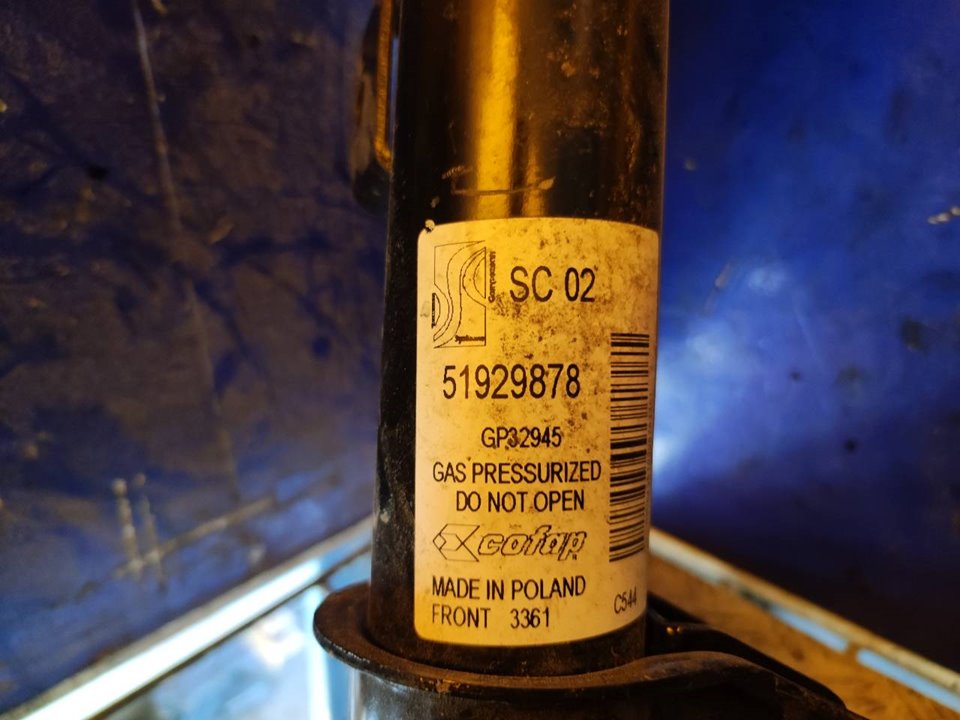 SC 02
51929878
GP32945
GAS PRESSURIZED
DO NOT OPEN
cofap
MADE IN POLAND
FRONT 3361
C544